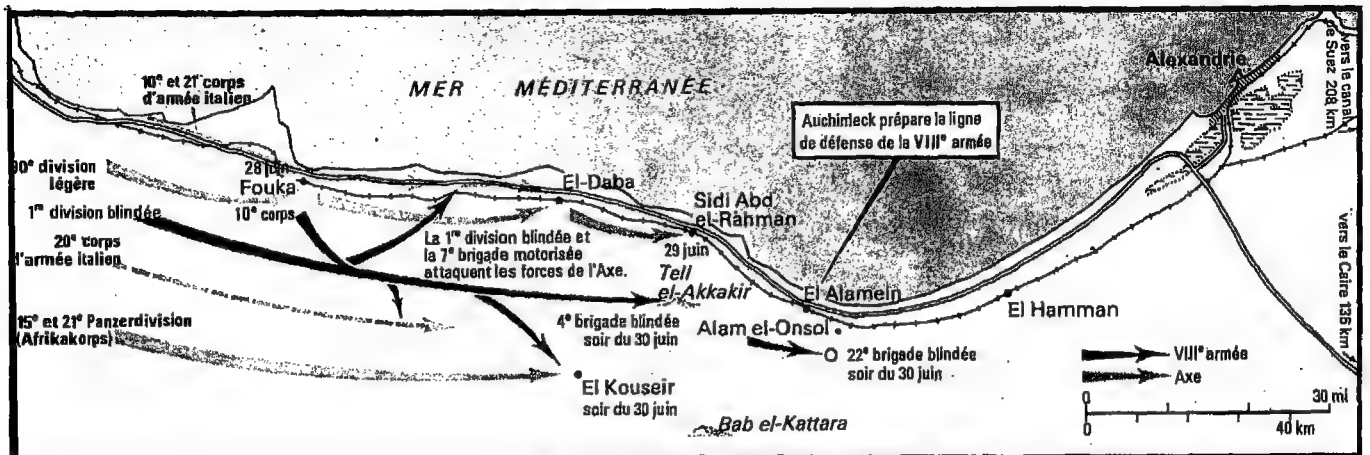 10e et 21e corps
d'armée italien
MER MÉDITERRANÉE
Alexandrie
vers le canal
de Suez 208 km
Auchinleck prépare la ligne
de défense de la VIIIe armée
90e division
légère
28 juin
Fouka
El-Daba
1re division blindée
10e corps
Sidi Abd
el-Rahman
29 juin
20e corps
d'armée italien
La 1re division blindée et
la 7e brigade motorisée
attaquent les forces de l'Axe.
Tell
el-Akkakir
El Alamein
El Hamman
vers le Caire 136 km
15e et 21e Panzerdivision
(Afrikakorps)
4e brigade blindée
soir du 30 juin
Alam el-Onsol
22e brigade blindée
soir du 30 juin
El Kouseir
soir du 30 juin
Bab el-Kattara
VIIIe armée
Axe
0 30 mi
0 40 km